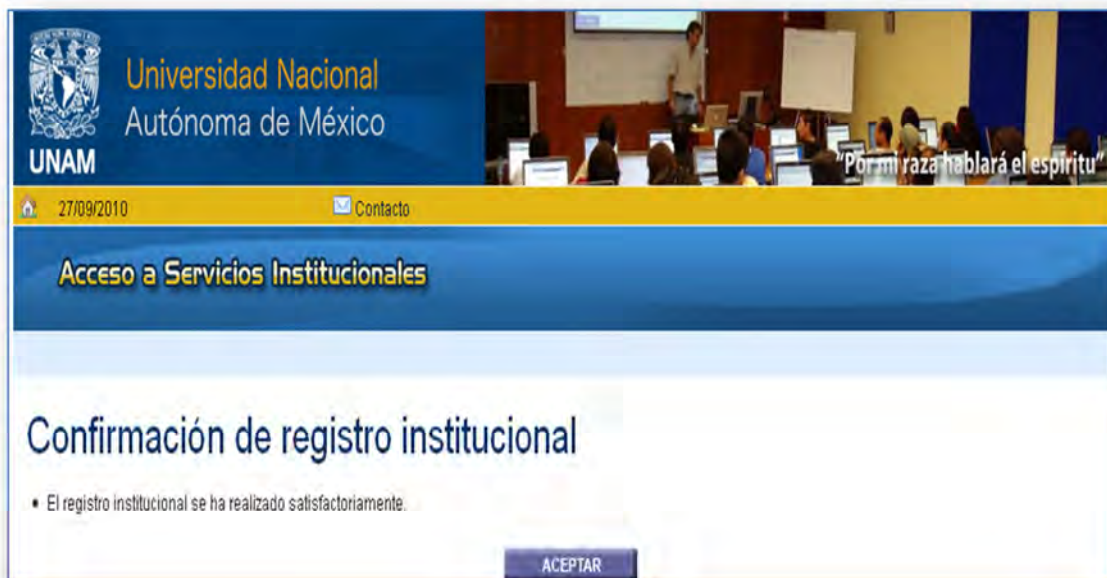 Universidad Nacional
Autónoma de México
UNAM
"Por mi raza hablará el espiritu"
27/09/2010 Contacto
Acceso a Servicios Institucionales
Confirmación de registro institucional
• El registro institucional se ha realizado satisfactoriamente.
ACEPTAR